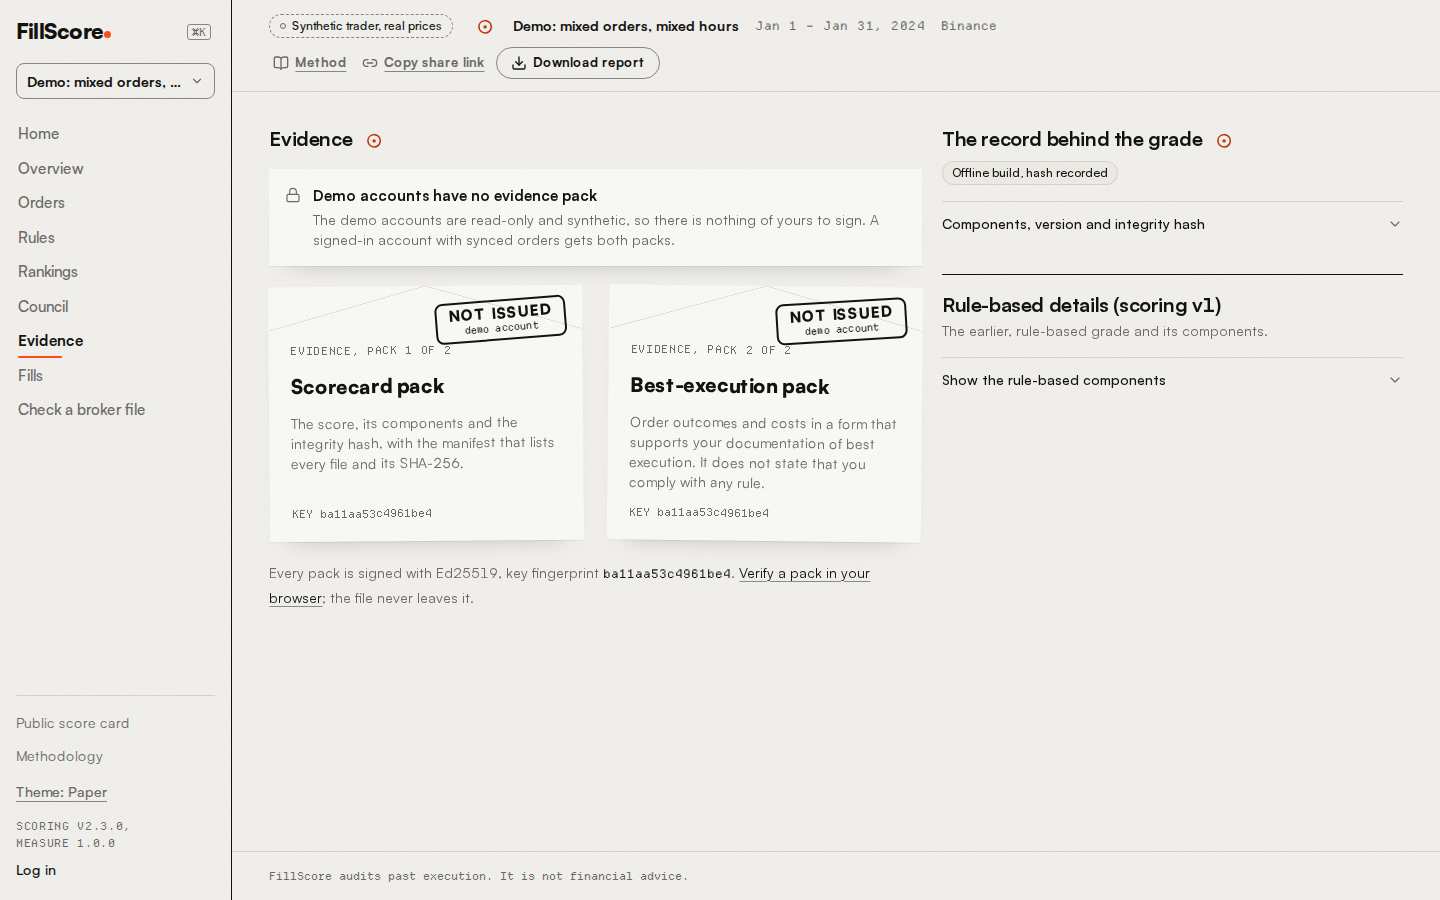 FillScore
⌘K
Demo: mixed orders, ...
Home
Overview
Orders
Rules
Rankings
Council
Evidence
Fills
Check a broker file
Public score card
Methodology
Theme: Paper
SCORING V2.3.0,
MEASURE 1.0.0
Log in
Synthetic trader, real prices
Demo: mixed orders, mixed hours
Jan 1 – Jan 31, 2024 Binance
Method
Copy share link
Download report
Evidence
Demo accounts have no evidence pack
The demo accounts are read-only and synthetic, so there is nothing of yours to sign. A
signed-in account with synced orders gets both packs.
NOT ISSUED
demo account
EVIDENCE, PACK 1 OF 2
Scorecard pack
The score, its components and the
integrity hash, with the manifest that lists
every file and its SHA-256.
KEY ba11aa53c4961be4
NOT ISSUED
demo account
EVIDENCE, PACK 2 OF 2
Best-execution pack
Order outcomes and costs in a form that
supports your documentation of best
execution. It does not state that you
comply with any rule.
KEY ba11aa53c4961be4
Every pack is signed with Ed25519, key fingerprint ba11aa53c4961be4. Verify a pack in your
browser; the file never leaves it.
The record behind the grade
Offline build, hash recorded
Components, version and integrity hash
Rule-based details (scoring v1)
The earlier, rule-based grade and its components.
Show the rule-based components
FillScore audits past execution. It is not financial advice.